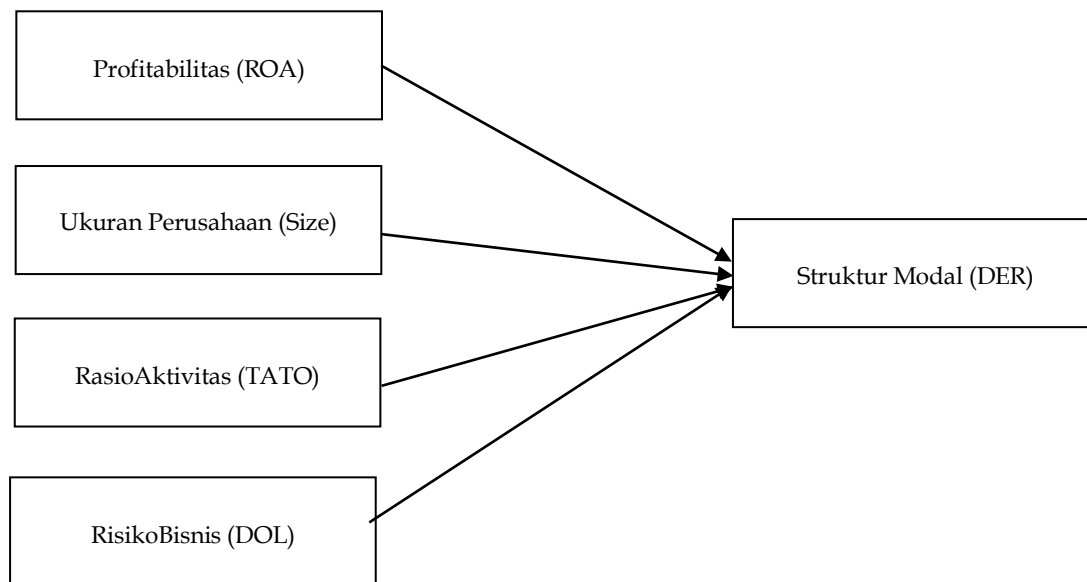 Profitabilitas (ROA)
Ukuran Perusahaan (Size)
Struktur Modal (DER)
RasioAktivitas (TATO)
RisikoBisnis (DOL)